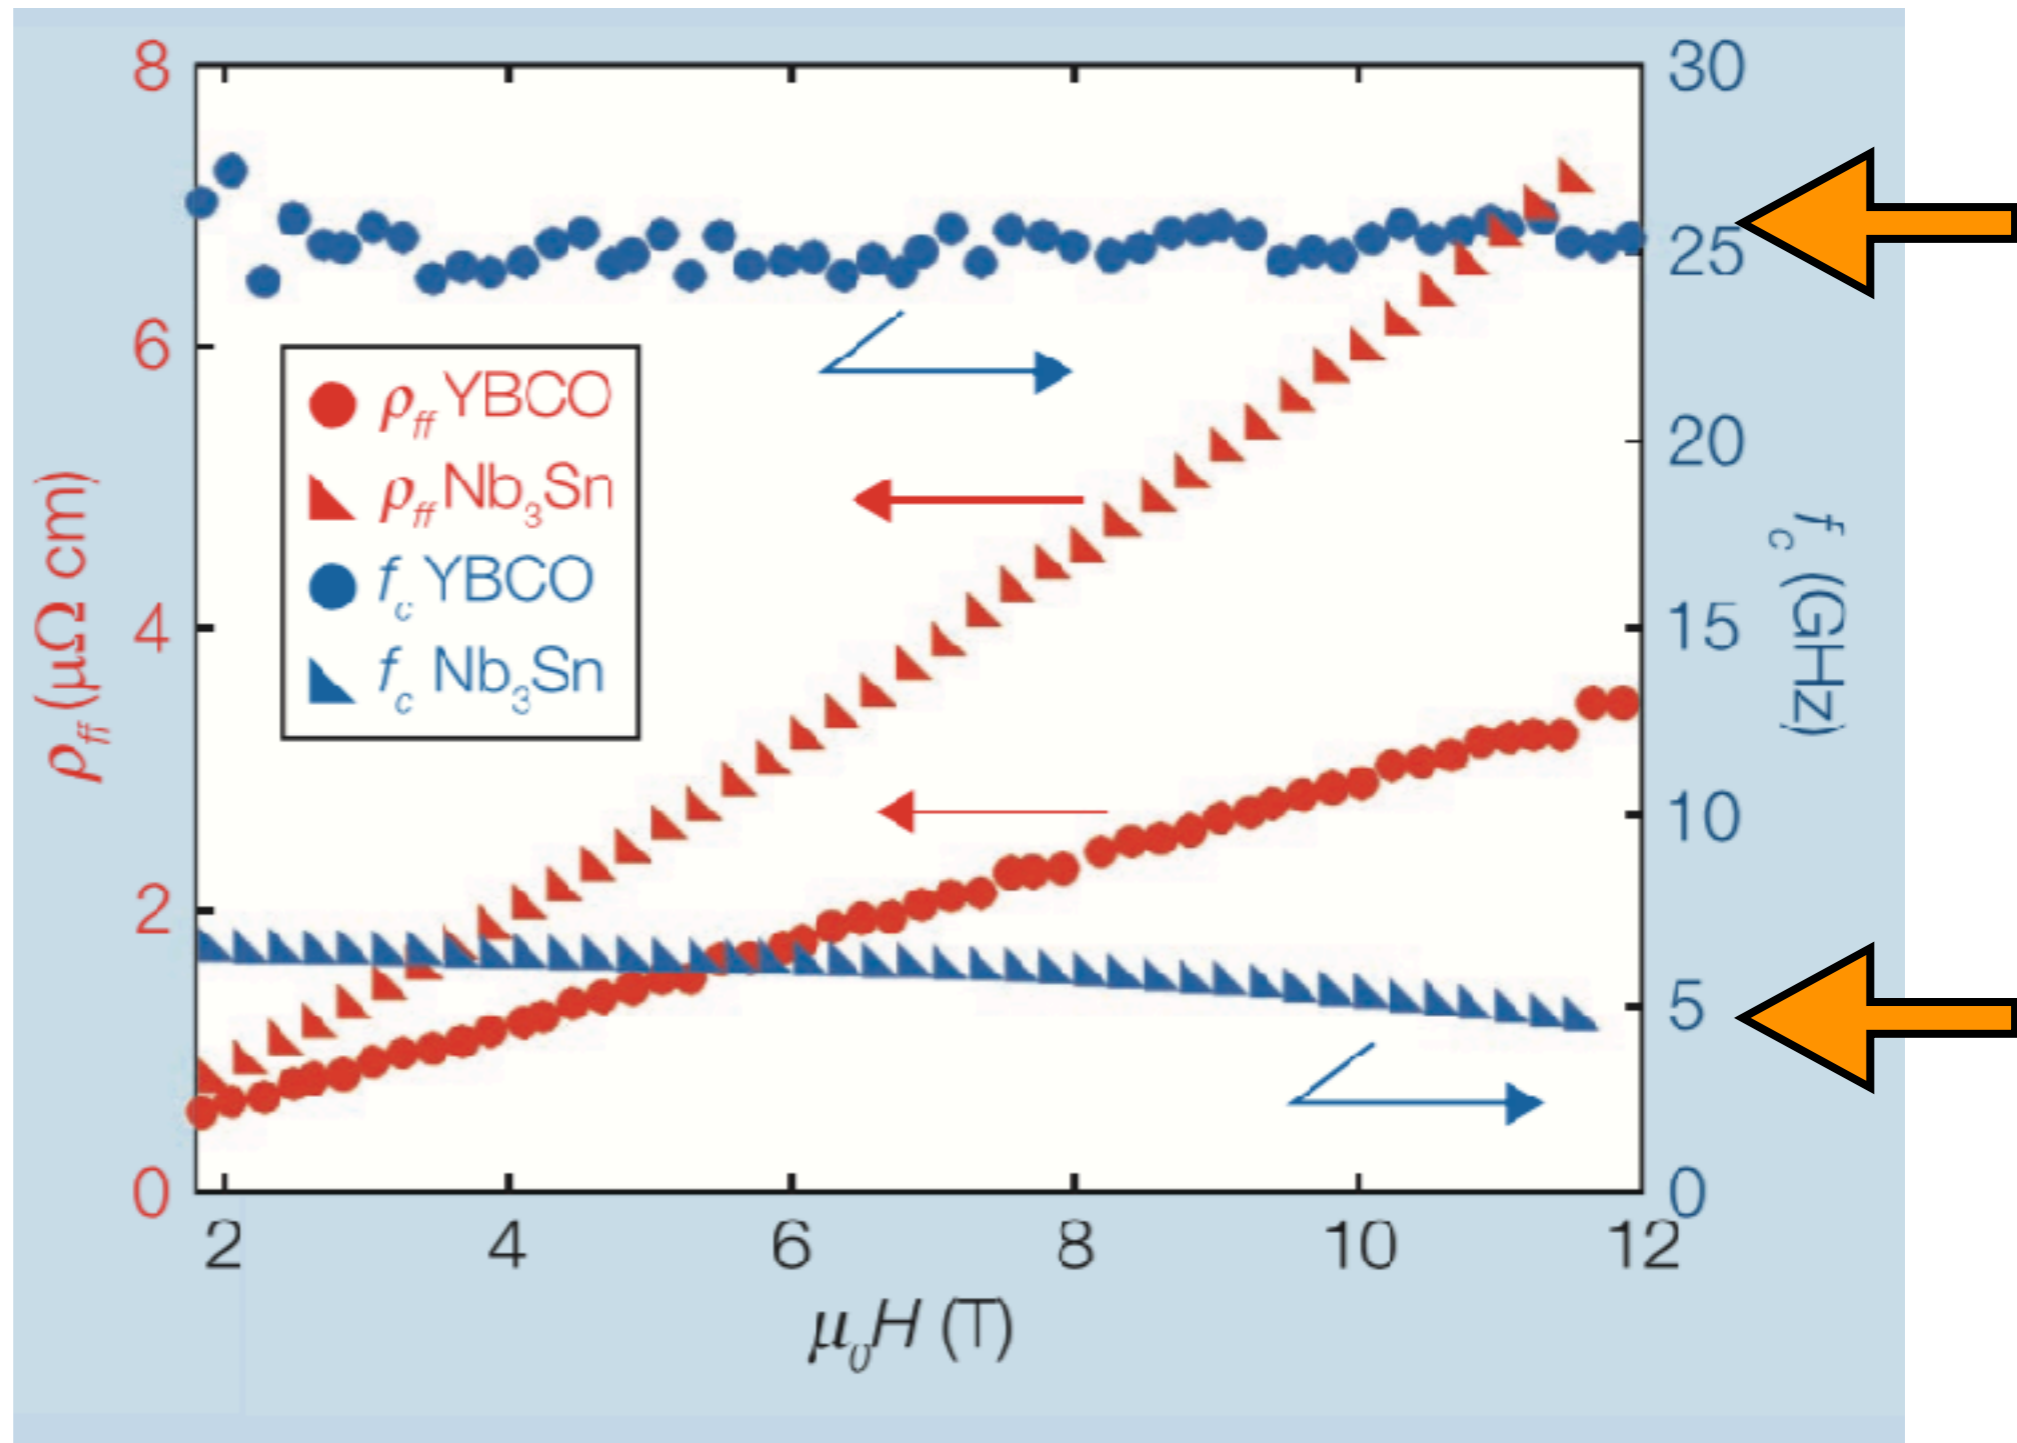 8
6
4
2
0
ρff (μΩ cm)
ρff YBCO
ρff Nb3Sn
fc YBCO
fc Nb3Sn
30
25
20
15
10
5
0
fc (GHz)
2 4 6 8 10 12
μ0H (T)